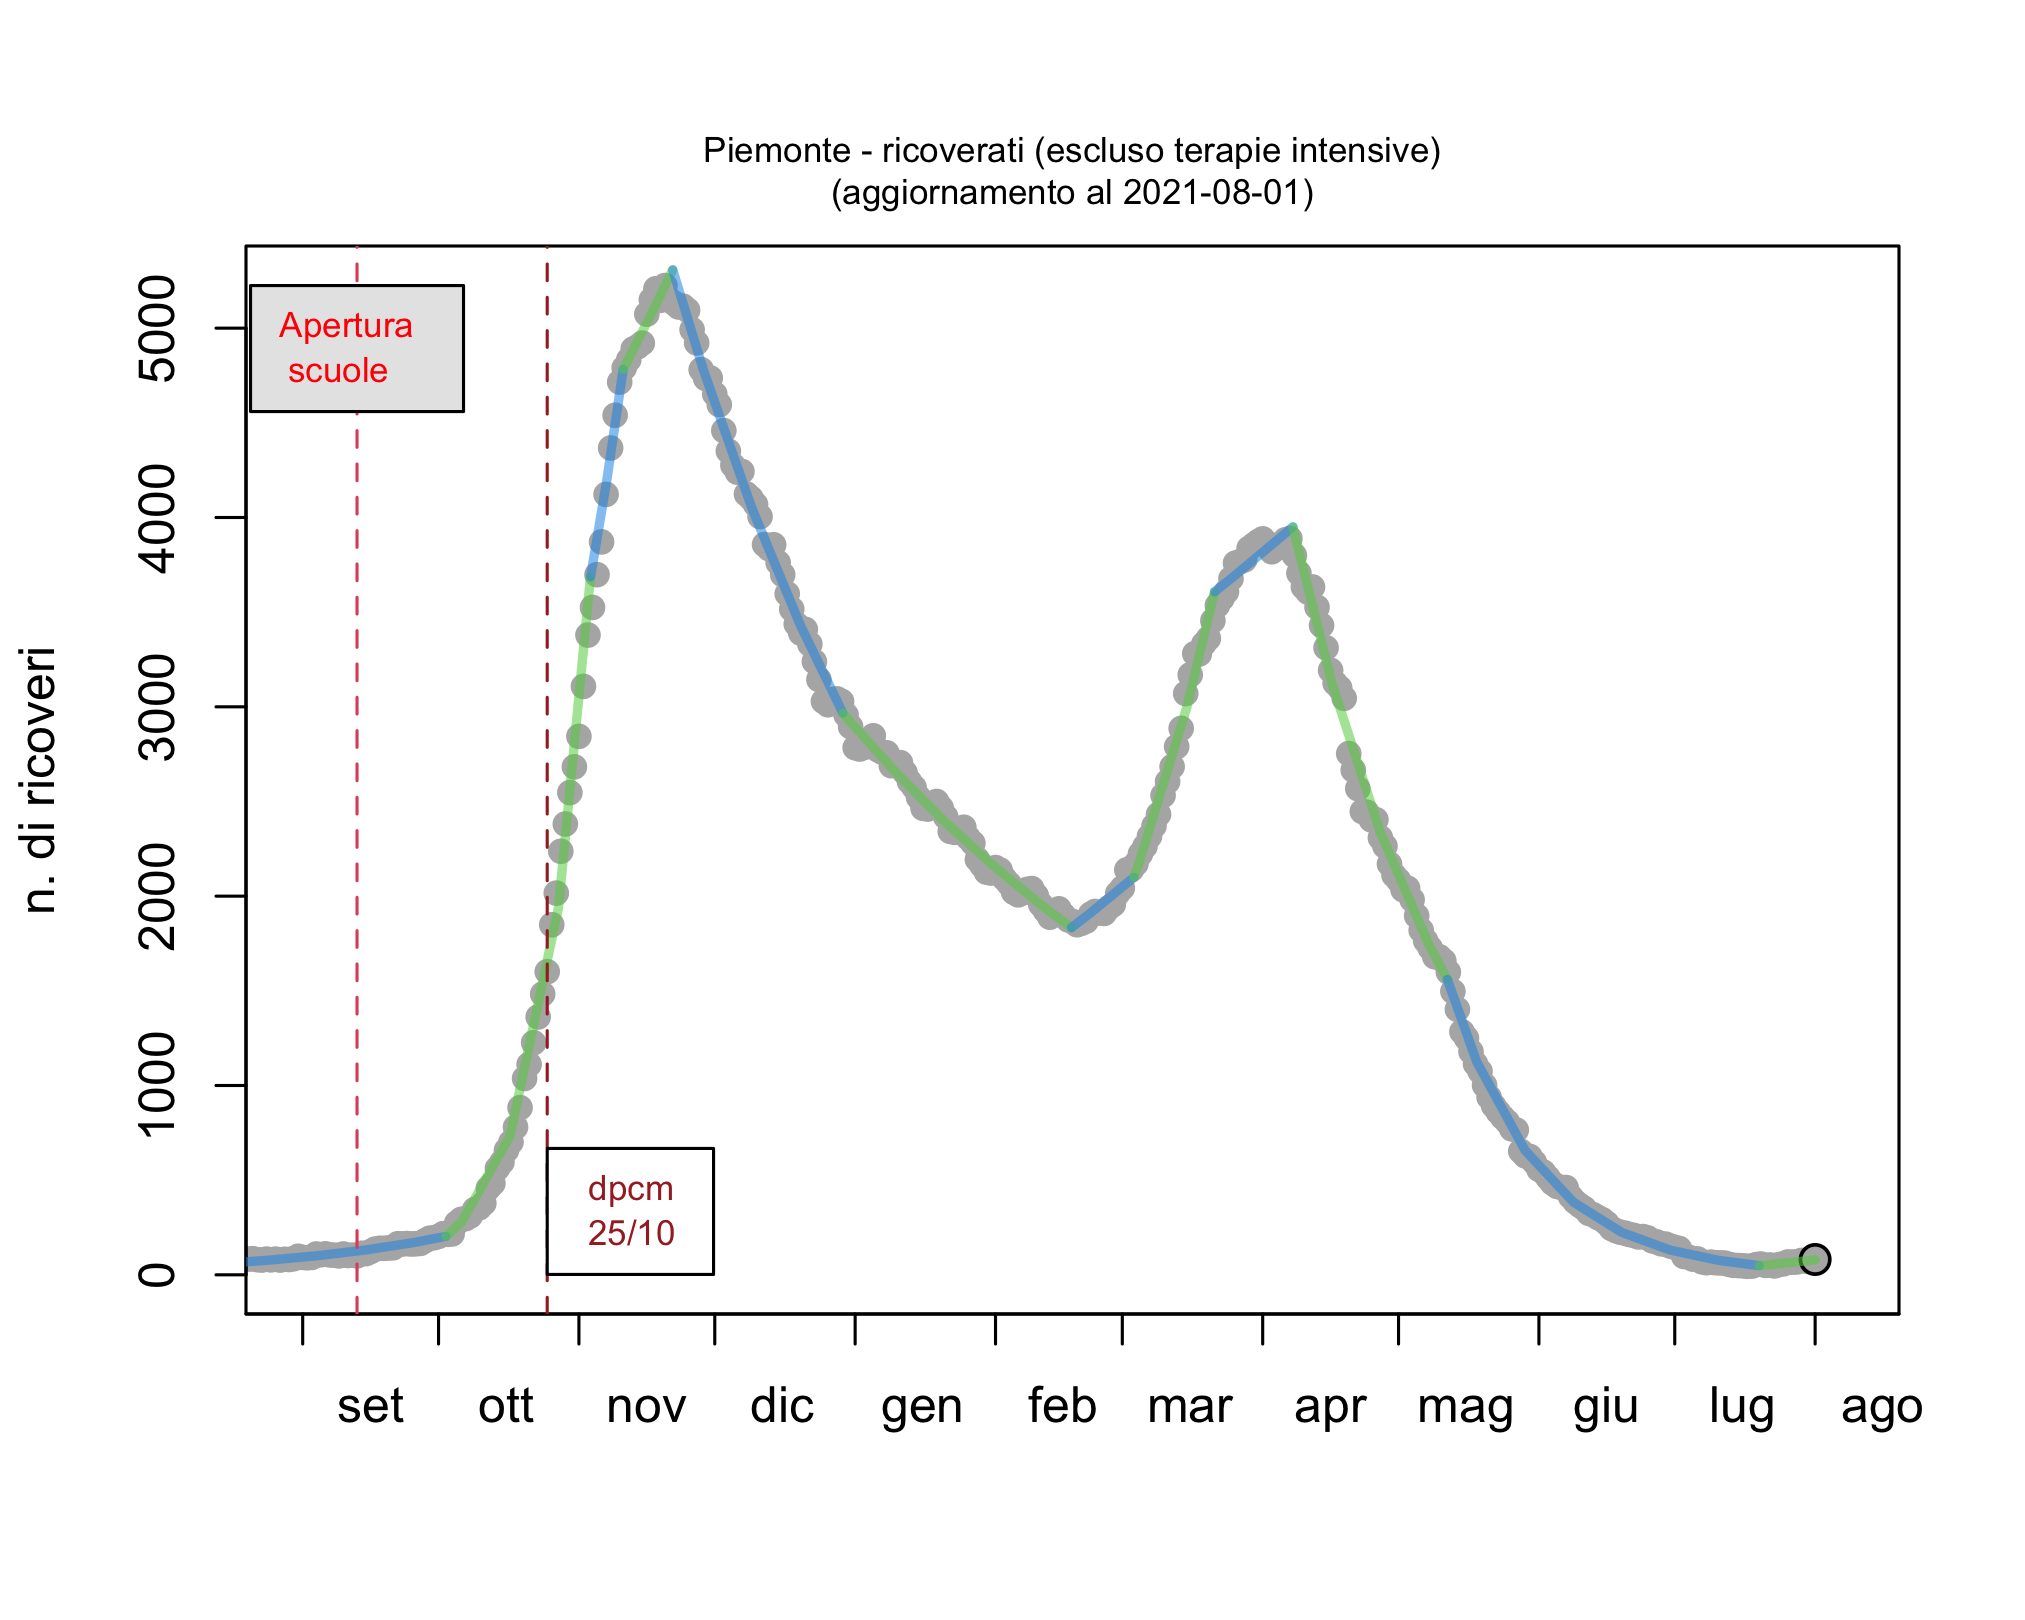 Piemonte - ricoverati (escluso terapie intensive)
(aggiornamento al 2021-08-01)
n. di ricoveri
5000
4000
3000
2000
1000
0
Apertura
scuole
dpcm
25/10
set ott nov dic gen feb mar apr mag giu lug ago